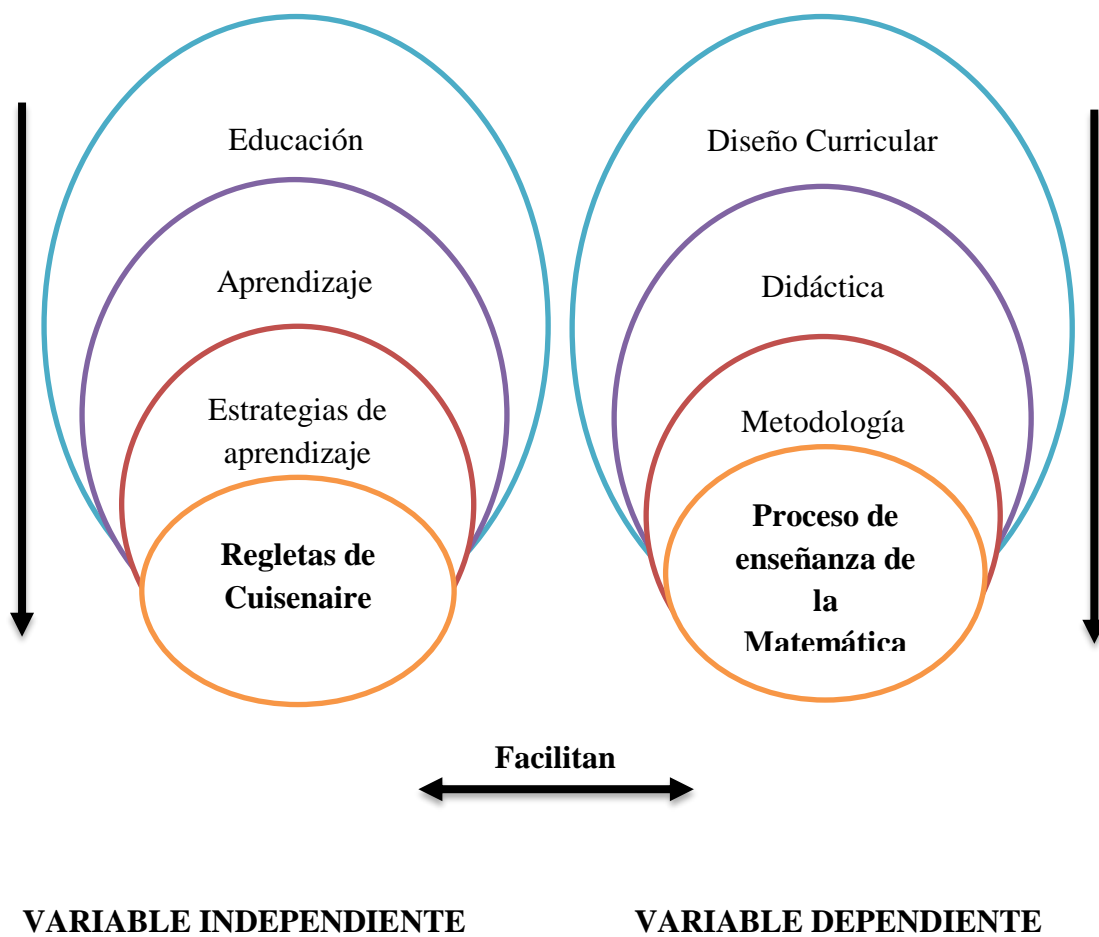 Educación
Aprendizaje
Estrategias de
aprendizaje
Regletas de
Cuisenaire
Diseño Curricular
Didáctica
Metodología
Proceso de
enseñanza de
la
Matemática
Facilitan
VARIABLE INDEPENDIENTE
VARIABLE DEPENDIENTE